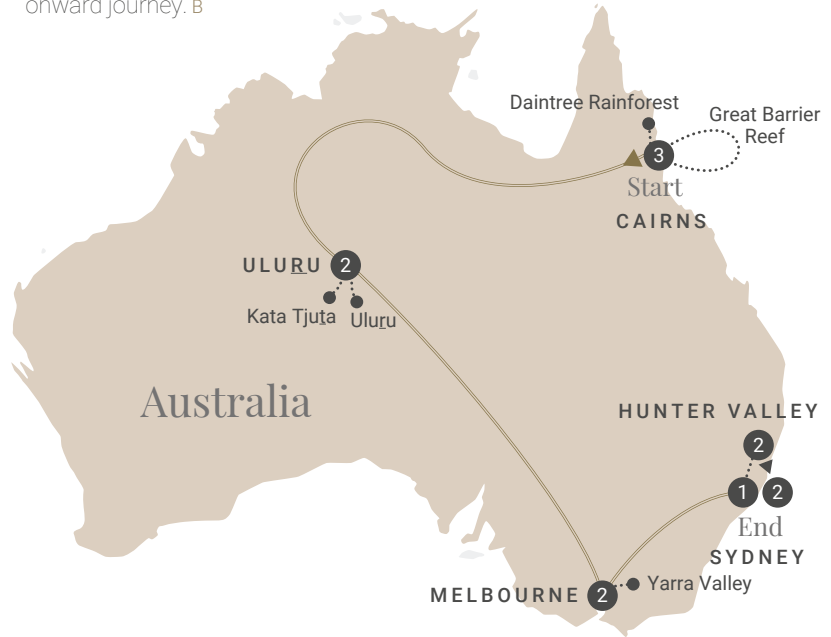 onward journey. B
Daintree Rainforest
Great Barrier
Reef
3
Start
CAIRNS
ULUṞU 2
Kata Tjuṯa
Uluṟu
Australia
HUNTER VALLEY
2
1 2
End
SYDNEY
MELBOURNE 2
Yarra Valley